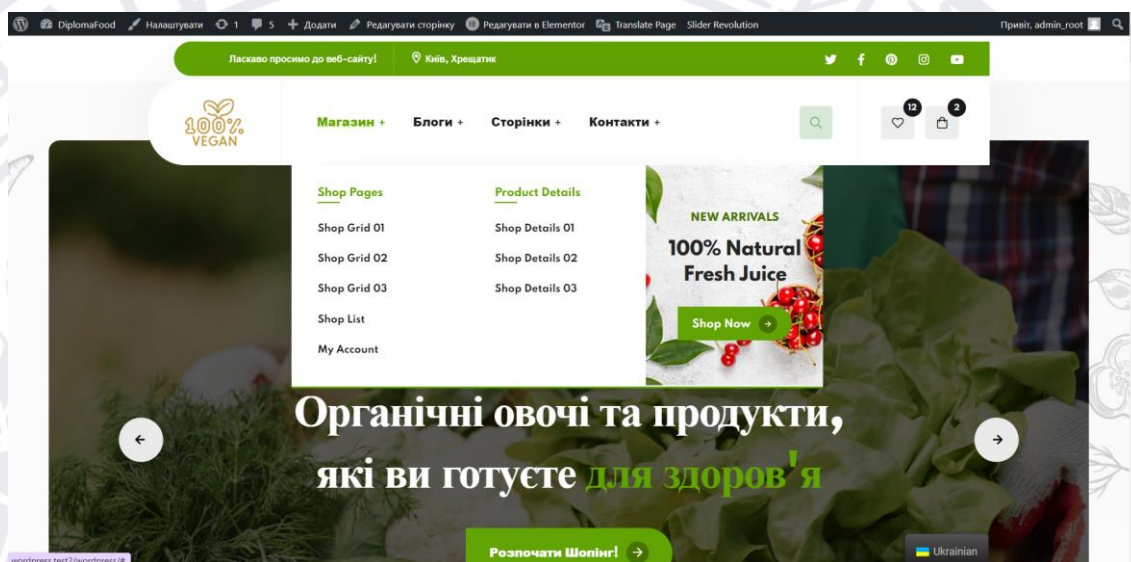 DiplomaFood Налаштувати 1 5 + Додати Редагувати сторінку Редагувати в Elementor Translate Page Slider Revolution Привіт, admin_root
Ласкаво просимо до веб-сайту! Київ, Хрещатик
100% VEGAN
Магазин + Блоги + Сторінки + Контакти +
12 2
Shop Pages
Shop Grid 01
Shop Grid 02
Shop Grid 03
Shop List
My Account
Product Details
Shop Details 01
Shop Details 02
Shop Details 03
NEW ARRIVALS
100% Natural
Fresh Juice
Shop Now
Органічні овочі та продукти,
які ви готуєте для здоров'я
Розпочати Шопінг!
Ukrainian
wordpress.test2/wordpress/#